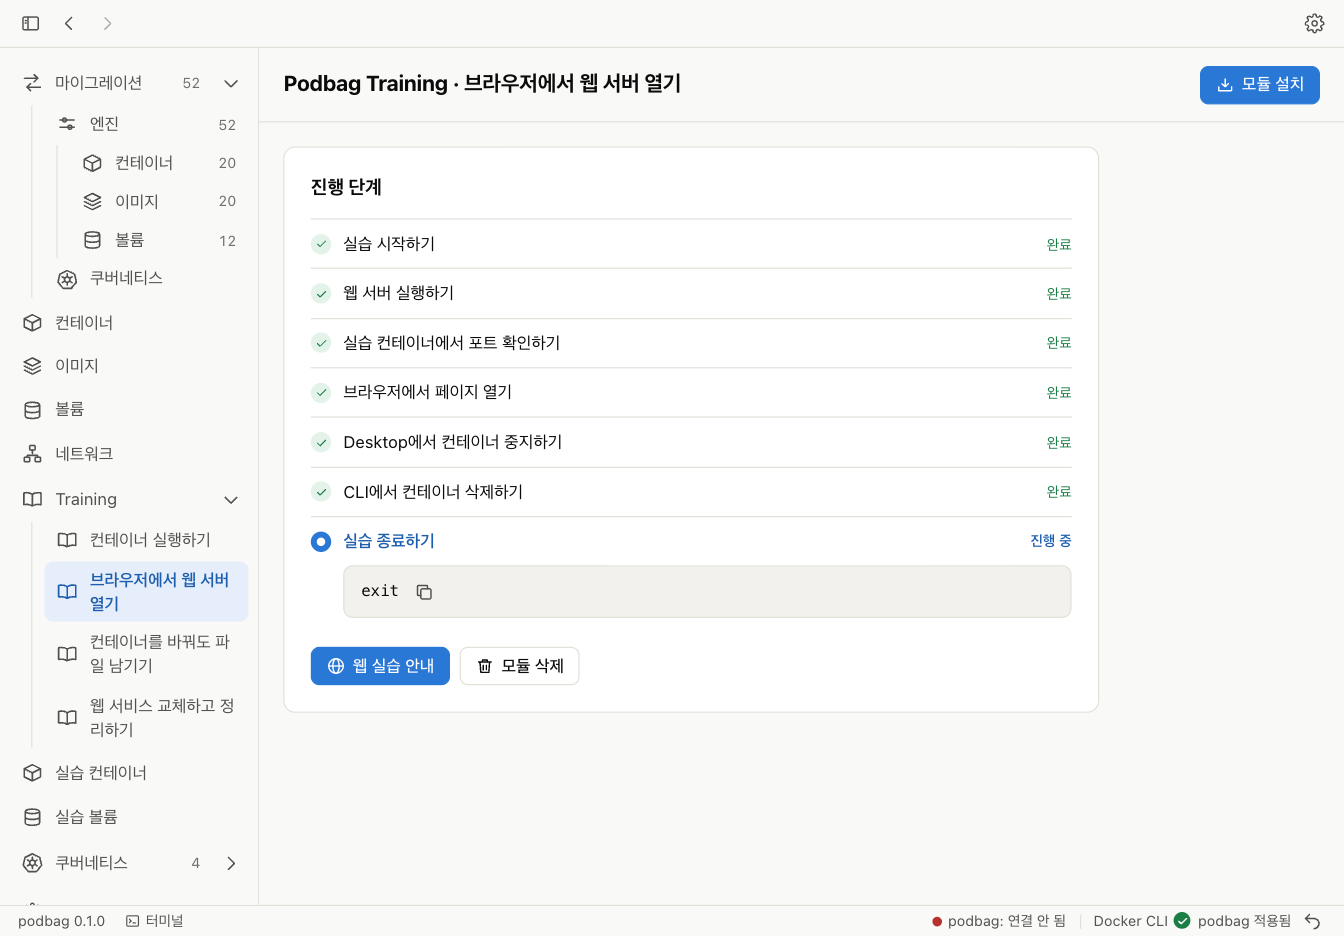 마이그레이션 52
엔진 52
컨테이너 20
이미지 20
볼륨 12
쿠버네티스
컨테이너
이미지
볼륨
네트워크
Training
컨테이너 실행하기
브라우저에서 웹 서버
열기
컨테이너를 바꿔도 파
일 남기기
웹 서비스 교체하고 정
리하기
실습 컨테이너
실습 볼륨
쿠버네티스 4
Podbag Training · 브라우저에서 웹 서버 열기
모듈 설치
진행 단계
실습 시작하기 완료
웹 서버 실행하기 완료
실습 컨테이너에서 포트 확인하기 완료
브라우저에서 페이지 열기 완료
Desktop에서 컨테이너 중지하기 완료
CLI에서 컨테이너 삭제하기 완료
실습 종료하기 진행 중
exit
웹 실습 안내 모듈 삭제
podbag 0.1.0 터미널 podbag: 연결 안 됨 Docker CLI podbag 적용됨